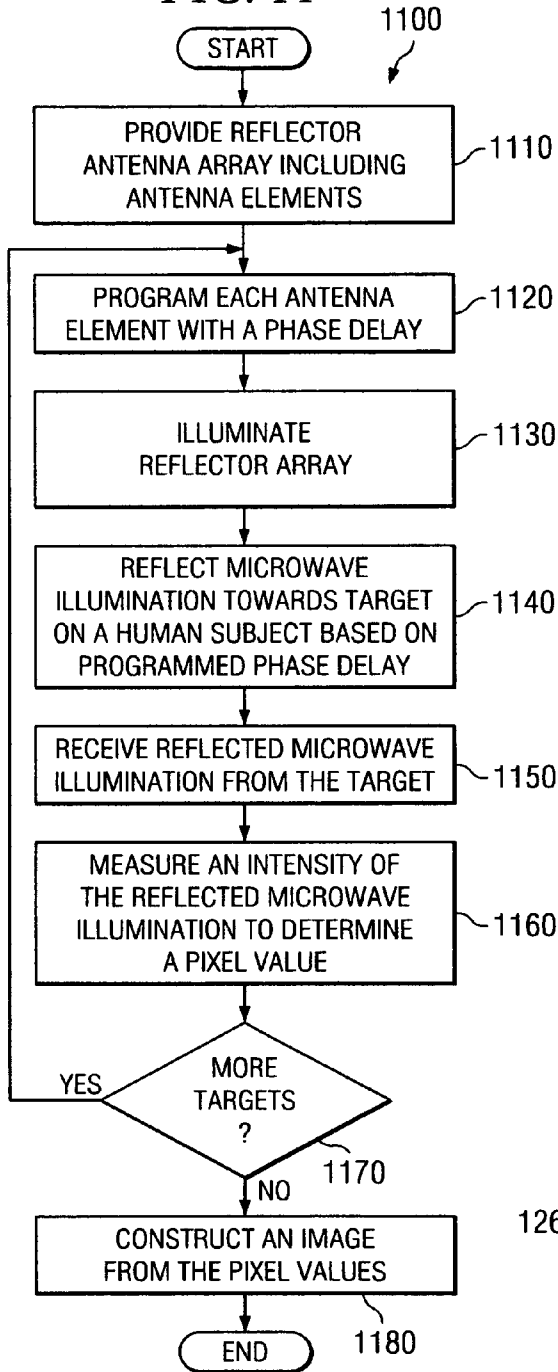 FIG. 11
1100
START
PROVIDE REFLECTOR
ANTENNA ARRAY INCLUDING
ANTENNA ELEMENTS
1110
PROGRAM EACH ANTENNA
ELEMENT WITH A PHASE DELAY
1120
ILLUMINATE
REFLECTOR ARRAY
1130
REFLECT MICROWAVE
ILLUMINATION TOWARDS TARGET
ON A HUMAN SUBJECT BASED ON
PROGRAMMED PHASE DELAY
1140
RECEIVE REFLECTED MICROWAVE
ILLUMINATION FROM THE TARGET
1150
MEASURE AN INTENSITY OF
THE REFLECTED MICROWAVE
ILLUMINATION TO DETERMINE
A PIXEL VALUE
1160
YES
MORE
TARGETS
?
1170
NO
CONSTRUCT AN IMAGE
FROM THE PIXEL VALUES
1180
END